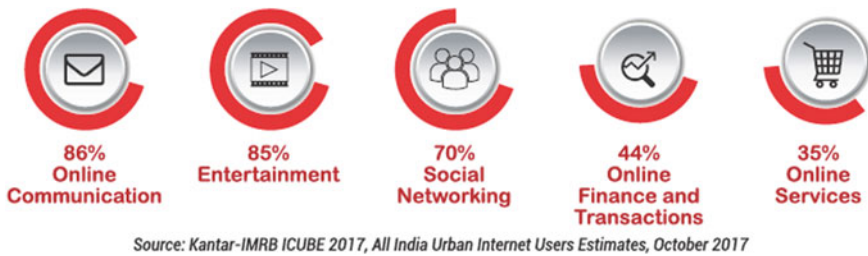 86%
Online
Communication
85%
Entertainment
70%
Social
Networking
44%
Online
Finance and
Transactions
35%
Online
Services
Source: Kantar-IMRB ICUBE 2017, All India Urban Internet Users Estimates, October 2017